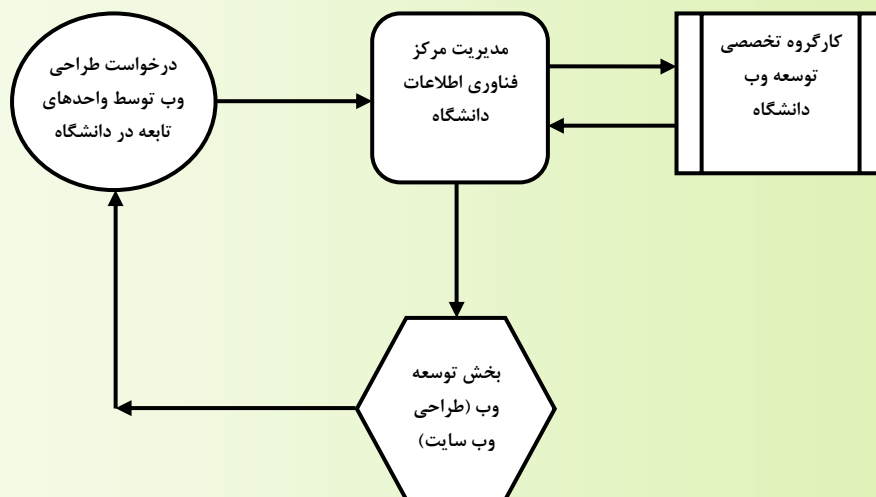 درخواست طراحی
وب توسط واحدهای
تابعه در دانشگاه
مدیریت مرکز
فناوری اطلاعات
دانشگاه
کارگروه تخصصی
توسعه وب
دانشگاه
بخش توسعه
وب (طراحی
وب سایت)